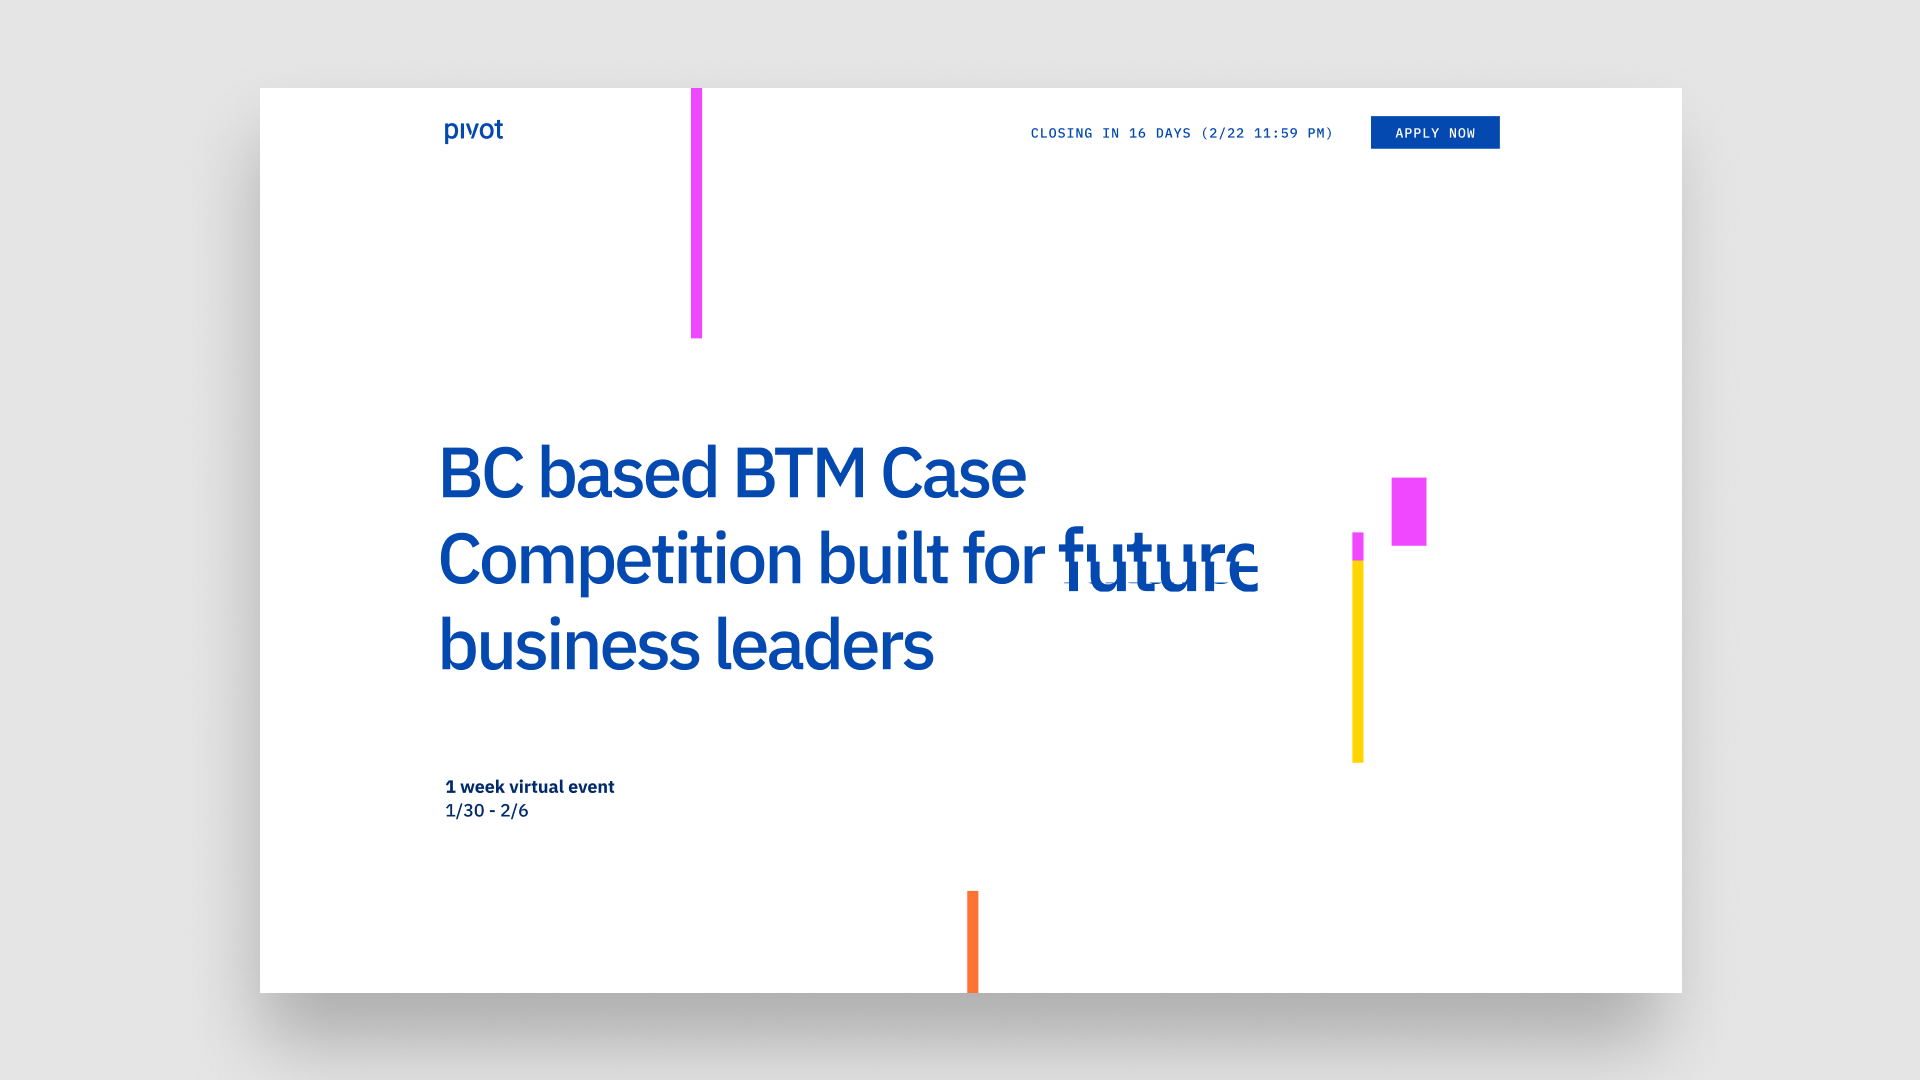 pivot
CLOSING IN 16 DAYS (2/22 11:59 PM)
APPLY NOW
BC based BTM Case
Competition built for future
business leaders
1 week virtual event
1/30 - 2/6